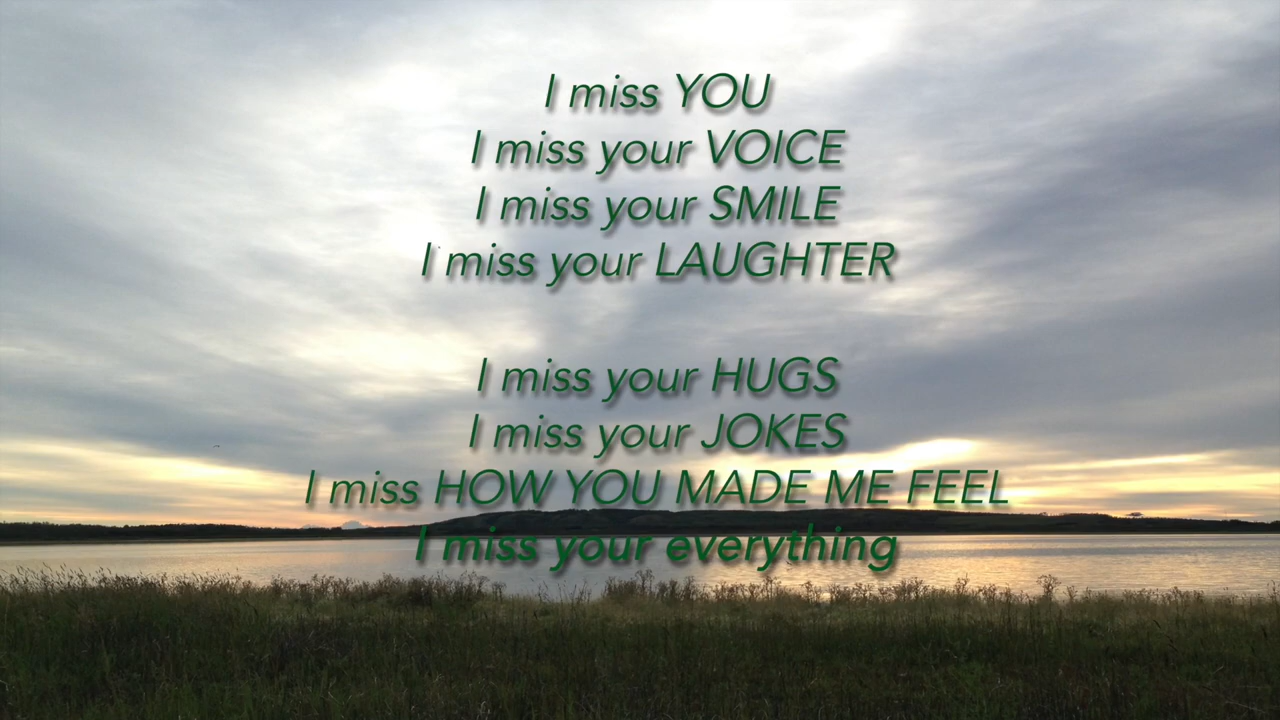 I miss YOU
I miss your VOICE
I miss your SMILE
I miss your LAUGHTER
I miss your HUGS
I miss your JOKES
I miss HOW YOU MADE ME FEEL
I miss your everything